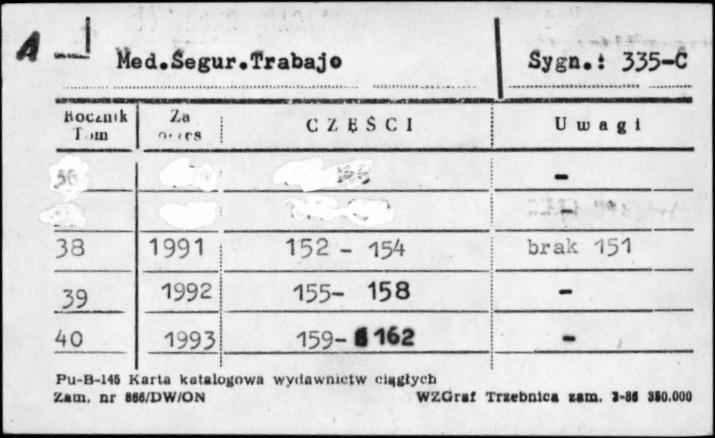 A
Med.Segur.Trabajo Sygn.: 335-C
Rocznik Tom Za okres CZĘŚCI Uwagi
36 -
-
38 1991 152 - 154 brak 151
39 1992 155- 158 -
40 1993 159- 162 -
Pu-B-145 Karta katalogowa wydawnictw ciągłych
Zam. nr 866/DW/ON WZGraf Trzebnica zam. 3-86 350.000